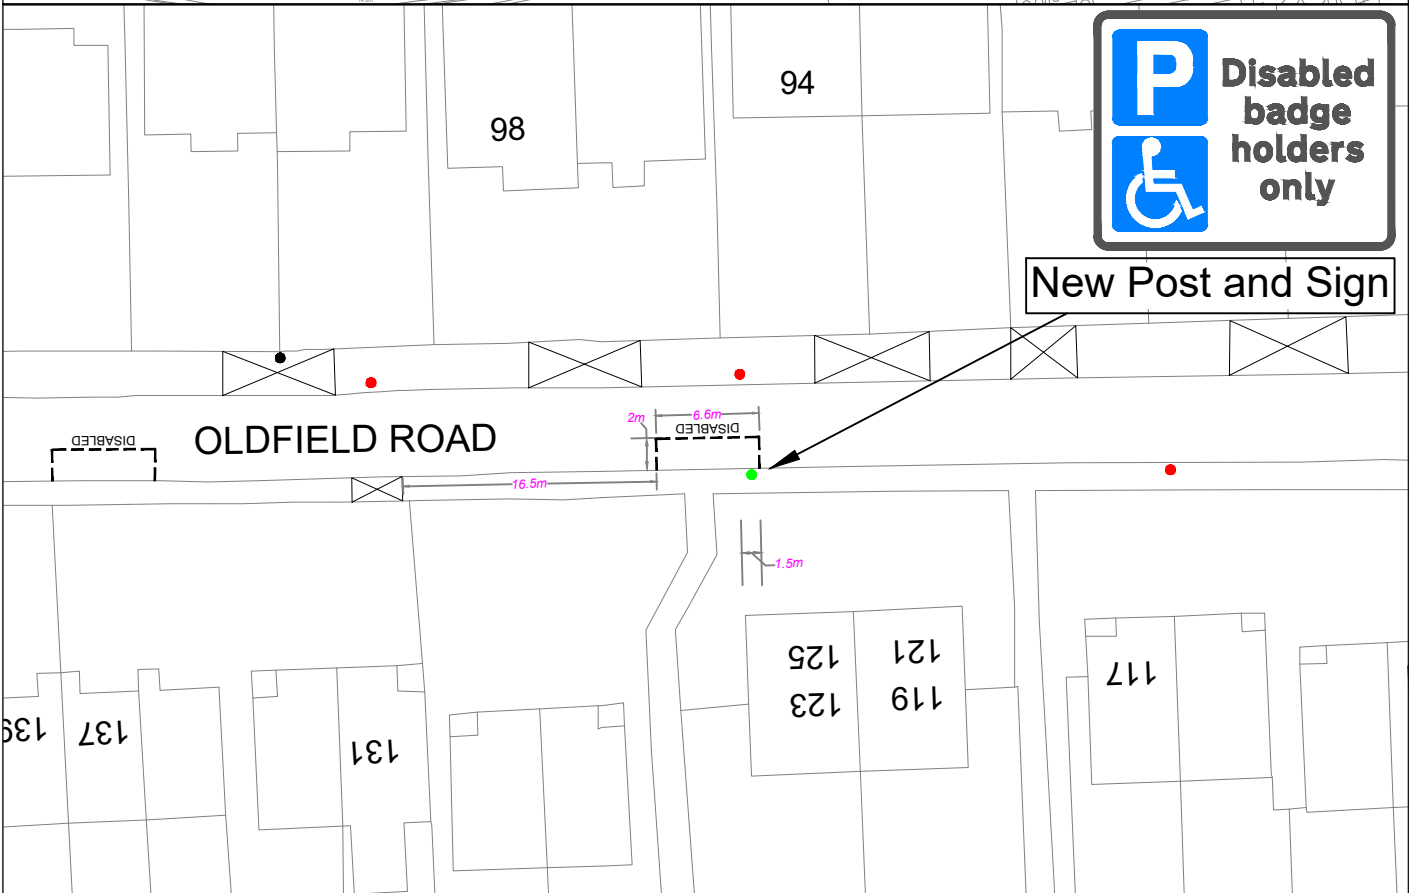 94
98
P Disabled
badge
holders
only
New Post and Sign
DISABLED
OLDFIELD ROAD
2m
6.6m
DISABLED
16.5m
1.5m
125
121
123
119
117
139
137
131